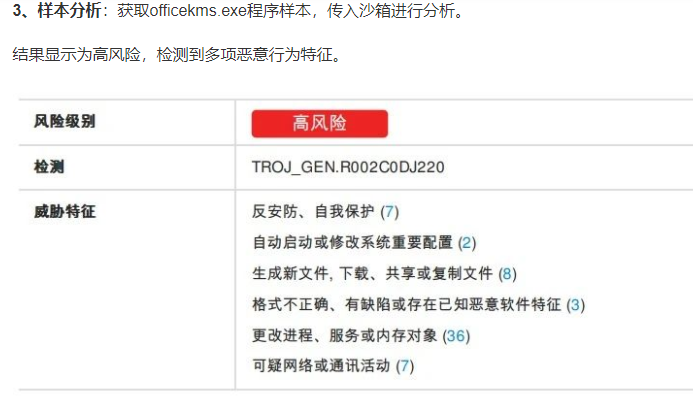 3、样本分析：获取officekms.exe程序样本，传入沙箱进行分析。
结果显示为高风险，检测到多项恶意行为特征。
风险级别 高风险
检测 TROJ_GEN.R002C0DJ220
威胁特征 反安防、自我保护 (7)
自动启动或修改系统重要配置 (2)
生成新文件, 下载、共享或复制文件 (8)
格式不正确、有缺陷或存在已知恶意软件特征 (3)
更改进程、服务或内存对象 (36)
可疑网络或通讯活动 (7)